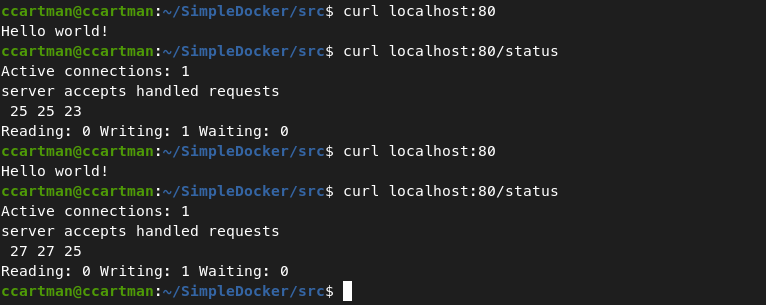 ccartman@ccartman:~/SimpleDocker/src$ curl localhost:80
Hello world!
ccartman@ccartman:~/SimpleDocker/src$ curl localhost:80/status
Active connections: 1
server accepts handled requests
 25 25 23
Reading: 0 Writing: 1 Waiting: 0
ccartman@ccartman:~/SimpleDocker/src$ curl localhost:80
Hello world!
ccartman@ccartman:~/SimpleDocker/src$ curl localhost:80/status
Active connections: 1
server accepts handled requests
 27 27 25
Reading: 0 Writing: 1 Waiting: 0
ccartman@ccartman:~/SimpleDocker/src$